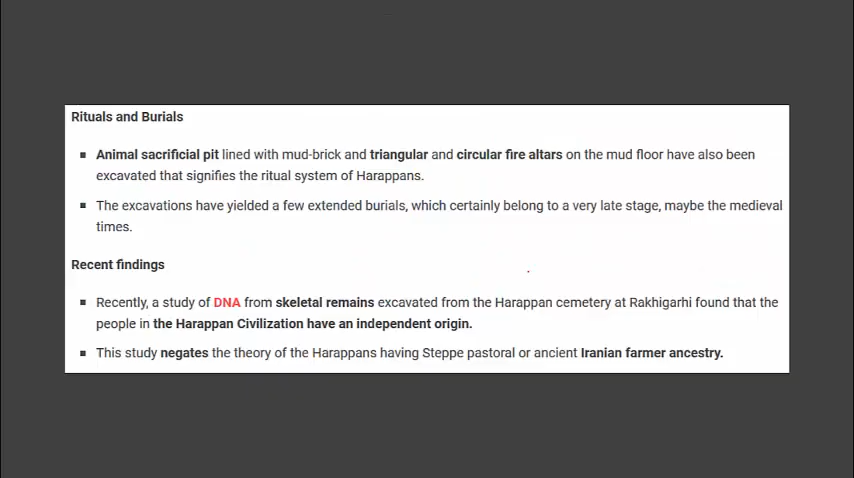 Rituals and Burials
Animal sacrificial pit lined with mud-brick and triangular and circular fire altars on the mud floor have also been
excavated that signifies the ritual system of Harappans.
The excavations have yielded a few extended burials, which certainly belong to a very late stage, maybe the medieval
times.
Recent findings
Recently, a study of DNA from skeletal remains excavated from the Harappan cemetery at Rakhigarhi found that the
people in the Harappan Civilization have an independent origin.
This study negates the theory of the Harappans having Steppe pastoral or ancient Iranian farmer ancestry.